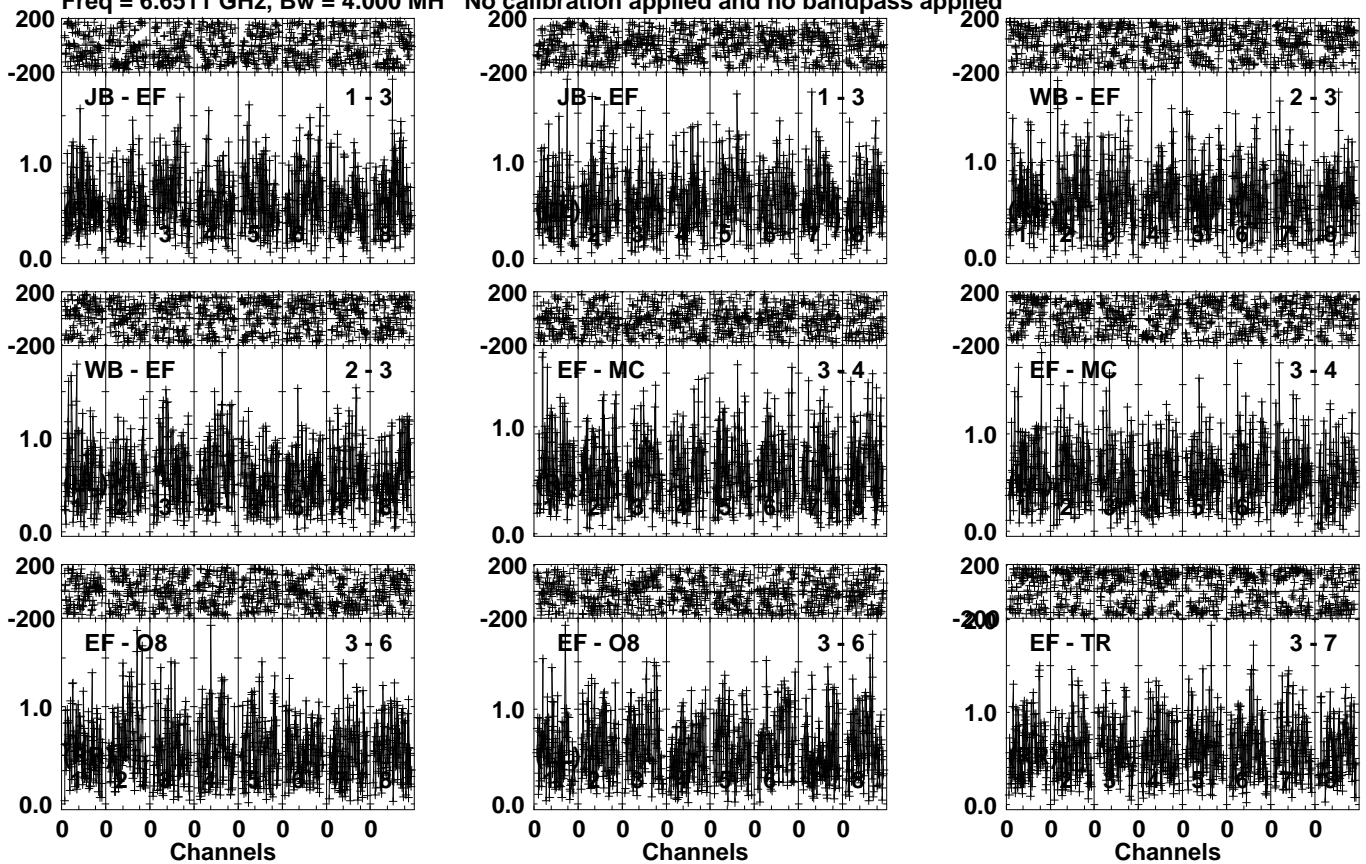 Freq = 6.6511 GHz, Bw = 4.000 MH No calibration applied and no bandpass applied
200 200 200
-200 -200 -200
JB - EF 1 - 3 JB - EF 1 - 3 WB - EF 2 - 3
1.0 1.0 1.0
0.0 0.0 0.0
200 200 200
-200 -200 -200
WB - EF 2 - 3 EF - MC 3 - 4 EF - MC 3 - 4
1.0 1.0 1.0
0.0 0.0 0.0
200 200 200
-200 -200 -200
2.0
EF - O8 3 - 6 EF - O8 3 - 6 EF - TR 3 - 7
1.0 1.0 1.0
0.0 0.0 0.0
0 0 0 0 0 0 0 0 0 0 0 0 0 0 0 0 0 0 0 0 0 0 0 0
Channels Channels Channels